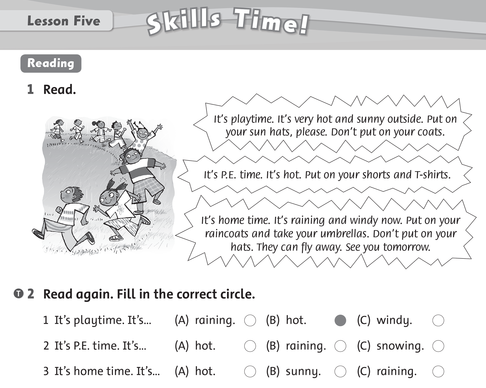 Lesson Five
Skills Time!
Reading
1 Read.
It's playtime. It's very hot and sunny outside. Put on
your sun hats, please. Don't put on your coats.
It's P.E. time. It's hot. Put on your shorts and T-shirts.
It's home time. It's raining and windy now. Put on your
raincoats and take your umbrellas. Don't put on your
hats. They can fly away. See you tomorrow.
T 2 Read again. Fill in the correct circle.
1 It's playtime. It's... (A) raining. (B) hot. (C) windy.
2 It's P.E. time. It's... (A) hot. (B) raining. (C) snowing.
3 It's home time. It's... (A) hot. (B) sunny. (C) raining.